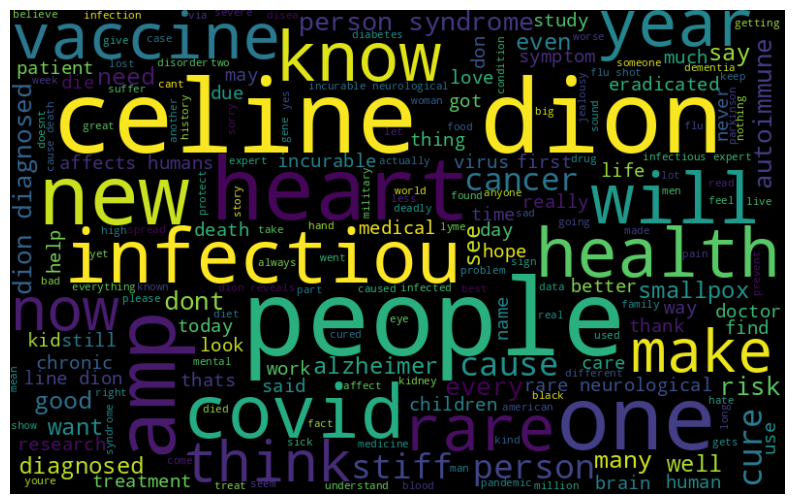 believe infection via severe disea diabetes getting
vaccine person syndrome study year
give case know even worse
lost disorder two don someone
patient week need may symptom much say flu shot dementia keep
die suffer cant love eradicated
doesnt due got condition big jealousy sound never nothing parkinson autoimmune
dion diagnosed celine dion
great another history sorry woman let gene yes food thing flu
cause death affects humans expert actually incurable virus first drug infectious expert
new protect heart cancer life lot men read
story military less world found anyone really will feel live
high spread death take hand medical deadly lyme time sad going made
help yet always went see hope day problem sign pain prevent
bad infectiou health
everything known dion reveals caused infected best data better family smallpox
now please part diet name real used way doctor
dont people thank find
kid still today cured eye make
amp look mental work alzheimer cause care different
chronic thats affect kidney
line dion said every rare neurological risk
mean good right covid children black hate
show want syndrome died fact rare american one long use cure
research sick medicine kind gets
diagnosed come think stiff man person many well
youre treatment treat seem understand blood pandemic million brain human